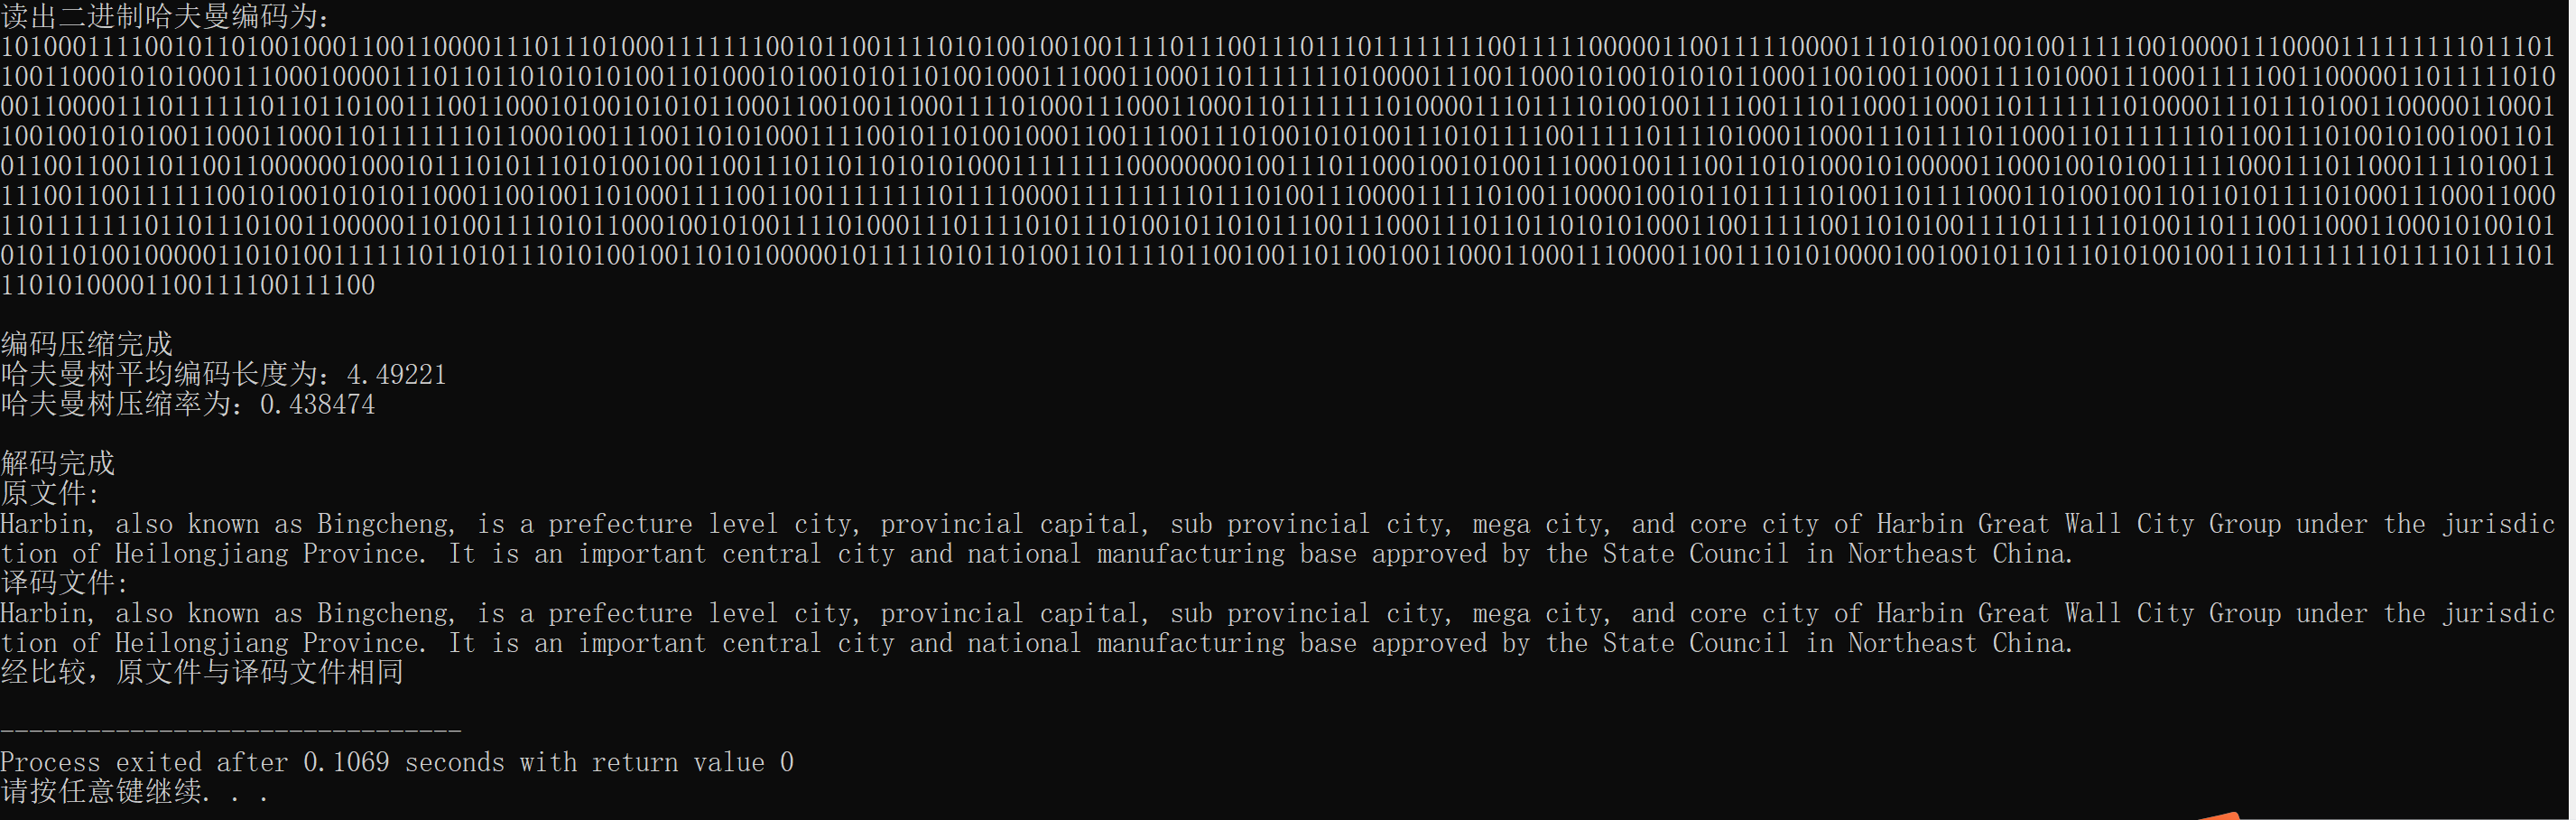 读出二进制哈夫曼编码为:
10100011110010110100100011001100001110111010001111111001011001111010100100100111101110011101110111111111001111100000110011111000011101010010010011111001000011100001111111111011101
100110001010100011100010000111011011010101010011010001010010101101001000111000110001101111111010000111001100010100101010110001100100110001111010001110001111100110000011011111010
001100001110111111011011010011100110001010010101011000110010011000111101000111000110001101111111010000111011110100100111100111011000110001101111111010000111011101001100000110001
100100101010011000110001101111111011000100111001101010001111001011010010001100111001110100101010011101011110011111011110100011000111011110110001101111111011001110100101001001101
011001100110110011000000100010111010111010100100110011101101101010100011111111000000001001110110001001010011100010011100110101000101000001100010010100111110001110110001111010011
11001100111111001010010101011000110010011010001111001100111111110111100001111111110111010011100001111101001100001001011011111010011011110001101001001101101011110100011100011000
110111111101101110100110000011010011110101100010010100111101000111011110101110100101101011100111000111011011010101000110011111001101010011110111111010011011100110001100010100101
010110100100000110101001111110110101110101001001101010000010111110101101001101111011001001101100100110001100011100001100111010100001001001011011101010010011101111111011110111101
11010100001100111100111100
编码压缩完成
哈夫曼树平均编码长度为: 4.49221
哈夫曼树压缩率为: 0.438474
解码完成
原文件:
Harbin, also known as Bingcheng, is a prefecture level city, provincial capital, sub provincial city, mega city, and core city of Harbin Great Wall City Group under the jurisdic
tion of Heilongjiang Province. It is an important central city and national manufacturing base approved by the State Council in Northeast China.
译码文件:
Harbin, also known as Bingcheng, is a prefecture level city, provincial capital, sub provincial city, mega city, and core city of Harbin Great Wall City Group under the jurisdic
tion of Heilongjiang Province. It is an important central city and national manufacturing base approved by the State Council in Northeast China.
经比较, 原文件与译码文件相同
--------------------------------
Process exited after 0.1069 seconds with return value 0
请按任意键继续. . .